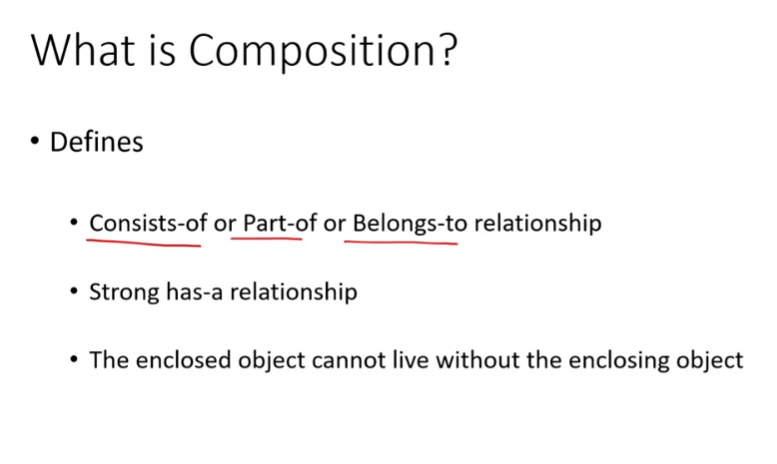 What is Composition?
• Defines
• Consists-of or Part-of or Belongs-to relationship
• Strong has-a relationship
• The enclosed object cannot live without the enclosing object